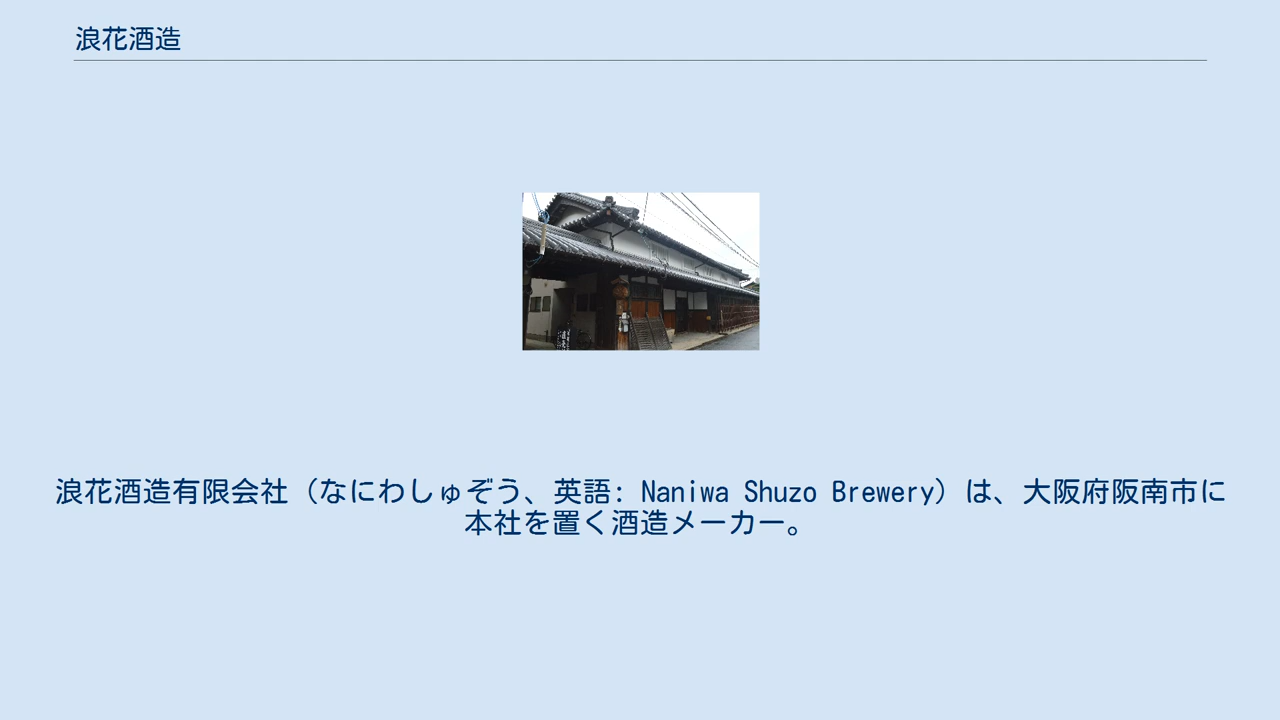 浪花酒造
浪花酒造有限会社（なにわしゅぞう、英語: Naniwa Shuzo Brewery）は、大阪府阪南市に
本社を置く酒造メーカー。